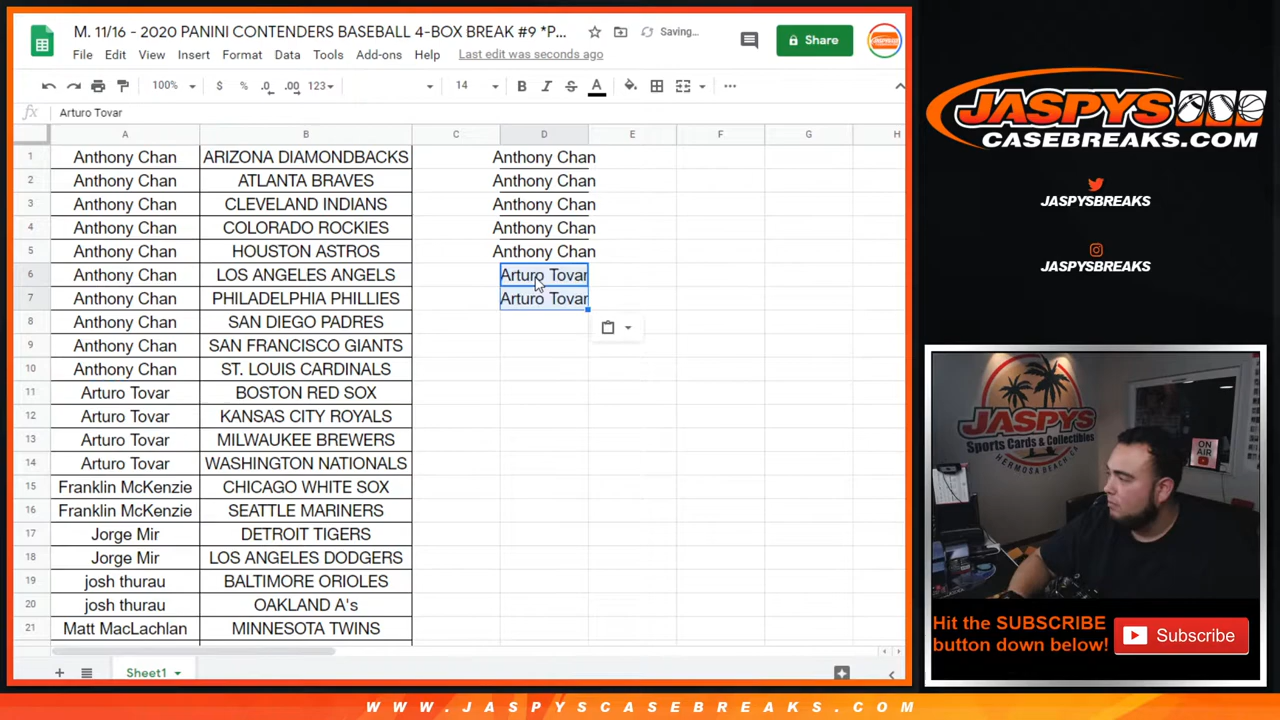 M. 11/16 - 2020 PANINI CONTENDERS BASEBALL 4-BOX BREAK #9 *P...
Saving...
Share
File Edit View Insert Format Data Tools Add-ons Help Last edit was seconds ago
100% $ % .0 .00 123 14 B I S A
fx Arturo Tovar
A B C D E F G H
1 Anthony Chan ARIZONA DIAMONDBACKS Anthony Chan
2 Anthony Chan ATLANTA BRAVES Anthony Chan
3 Anthony Chan CLEVELAND INDIANS Anthony Chan
4 Anthony Chan COLORADO ROCKIES Anthony Chan
5 Anthony Chan HOUSTON ASTROS Anthony Chan
6 Anthony Chan LOS ANGELES ANGELS Arturo Tovar
7 Anthony Chan PHILADELPHIA PHILLIES Arturo Tovar
8 Anthony Chan SAN DIEGO PADRES
9 Anthony Chan SAN FRANCISCO GIANTS
10 Anthony Chan ST. LOUIS CARDINALS
11 Arturo Tovar BOSTON RED SOX
12 Arturo Tovar KANSAS CITY ROYALS
13 Arturo Tovar MILWAUKEE BREWERS
14 Arturo Tovar WASHINGTON NATIONALS
15 Franklin McKenzie CHICAGO WHITE SOX
16 Franklin McKenzie SEATTLE MARINERS
17 Jorge Mir DETROIT TIGERS
18 Jorge Mir LOS ANGELES DODGERS
19 josh thurau BALTIMORE ORIOLES
20 josh thurau OAKLAND A's
21 Matt MacLachlan MINNESOTA TWINS
Sheet1
JASPYS
CASEBREAKS.COM
JASPYSBREAKS
JASPYSBREAKS
JASPYS
Sports Cards & Collectibles
HERMOSA BEACH, CA
ON AIR
Hit the SUBSCRIBE
button down below!
Subscribe
WWW.JASPYSCASEBREAKS.COM